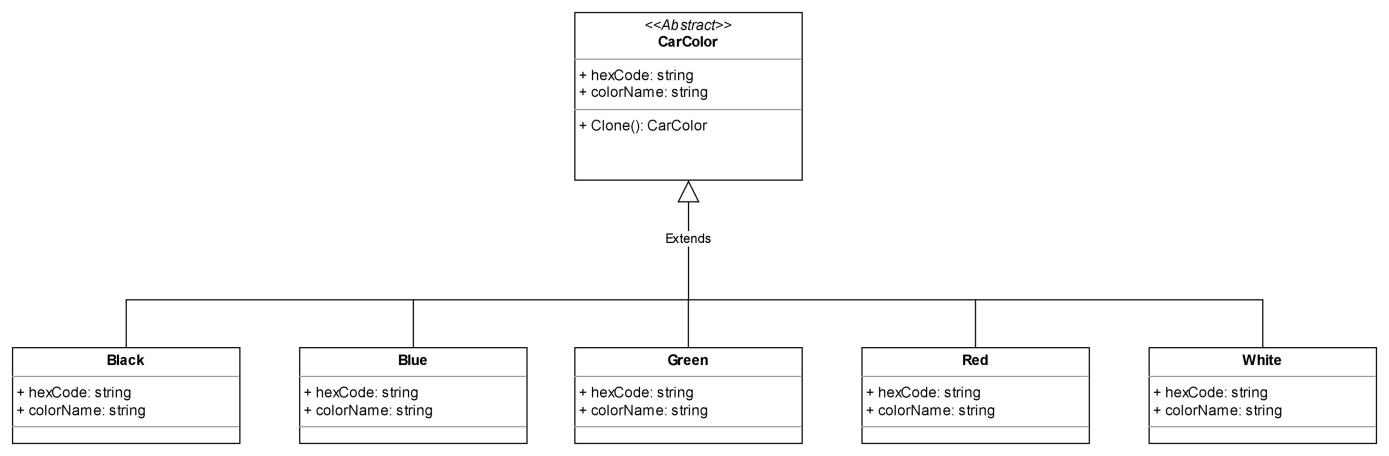 <<Abstract>>
CarColor
+ hexCode: string
+ colorName: string
+ Clone(): CarColor
Extends
Black
+ hexCode: string
+ colorName: string
Blue
+ hexCode: string
+ colorName: string
Green
+ hexCode: string
+ colorName: string
Red
+ hexCode: string
+ colorName: string
White
+ hexCode: string
+ colorName: string